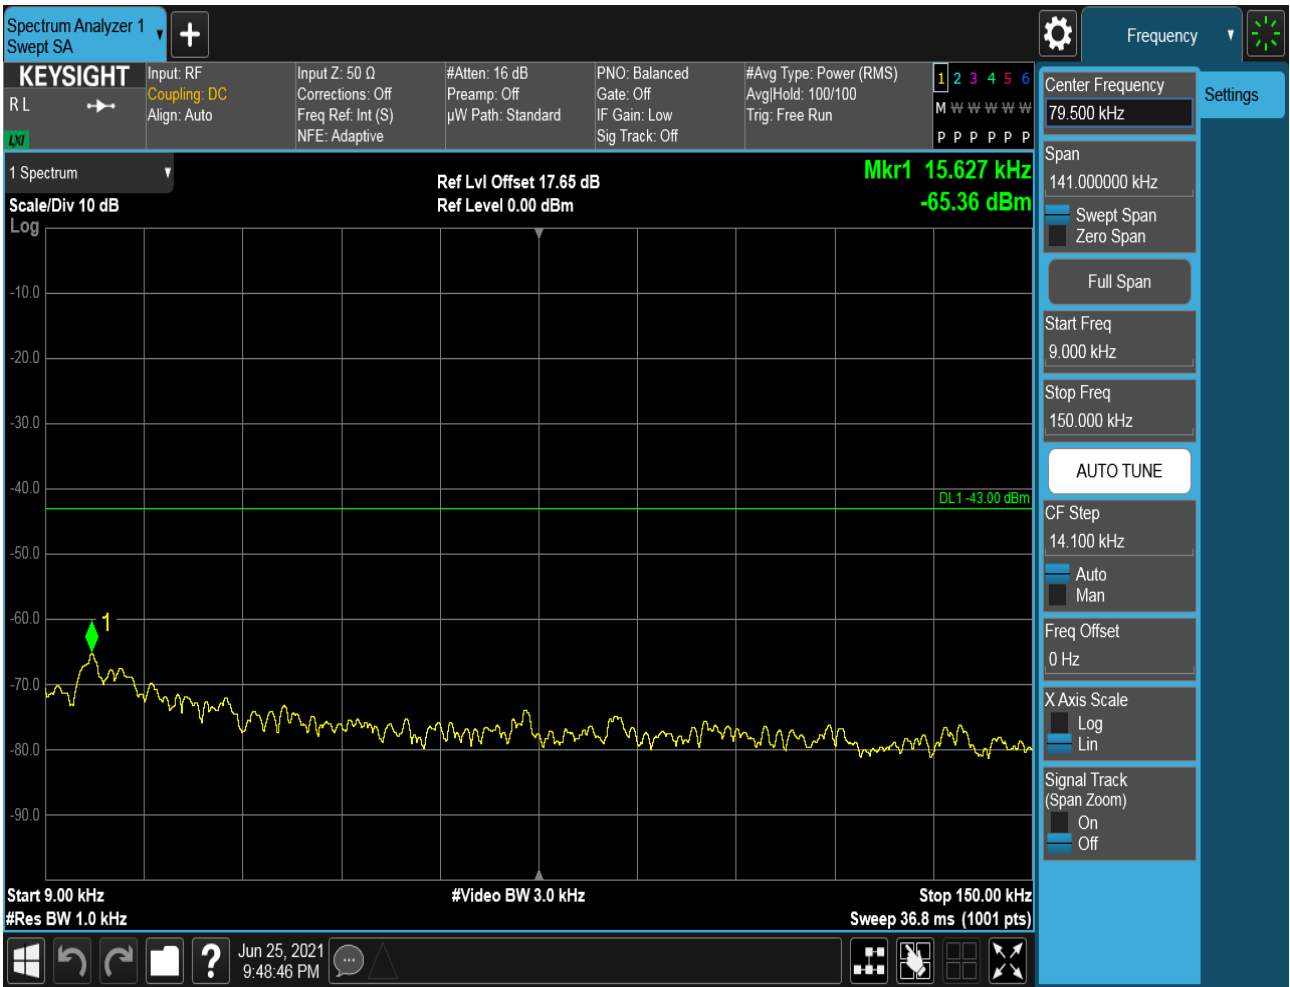 Spectrum Analyzer 1
Swept SA
Frequency
KEYSIGHT
R L
LXI
Input: RF
Coupling: DC
Align: Auto
Input Z: 50 Ω
Corrections: Off
Freq Ref: Int (S)
NFE: Adaptive
#Atten: 16 dB
Preamp: Off
µW Path: Standard
PNO: Balanced
Gate: Off
IF Gain: Low
Sig Track: Off
#Avg Type: Power (RMS)
Avg|Hold: 100/100
Trig: Free Run
1 2 3 4 5 6
M W W W W W
P P P P P P
1 Spectrum
Scale/Div 10 dB
Log
Ref Lvl Offset 17.65 dB
Ref Level 0.00 dBm
Mkr1 15.627 kHz
-65.36 dBm
-10.0
-20.0
-30.0
-40.0
DL1 -43.00 dBm
-50.0
-60.0
1
-70.0
-80.0
-90.0
Start 9.00 kHz
#Video BW 3.0 kHz
Stop 150.00 kHz
#Res BW 1.0 kHz
Sweep 36.8 ms (1001 pts)
Jun 25, 2021
9:48:46 PM
Center Frequency
79.500 kHz
Settings
Span
141.000000 kHz
Swept Span
Zero Span
Full Span
Start Freq
9.000 kHz
Stop Freq
150.000 kHz
AUTO TUNE
CF Step
14.100 kHz
Auto
Man
Freq Offset
0 Hz
X Axis Scale
Log
Lin
Signal Track
(Span Zoom)
On
Off